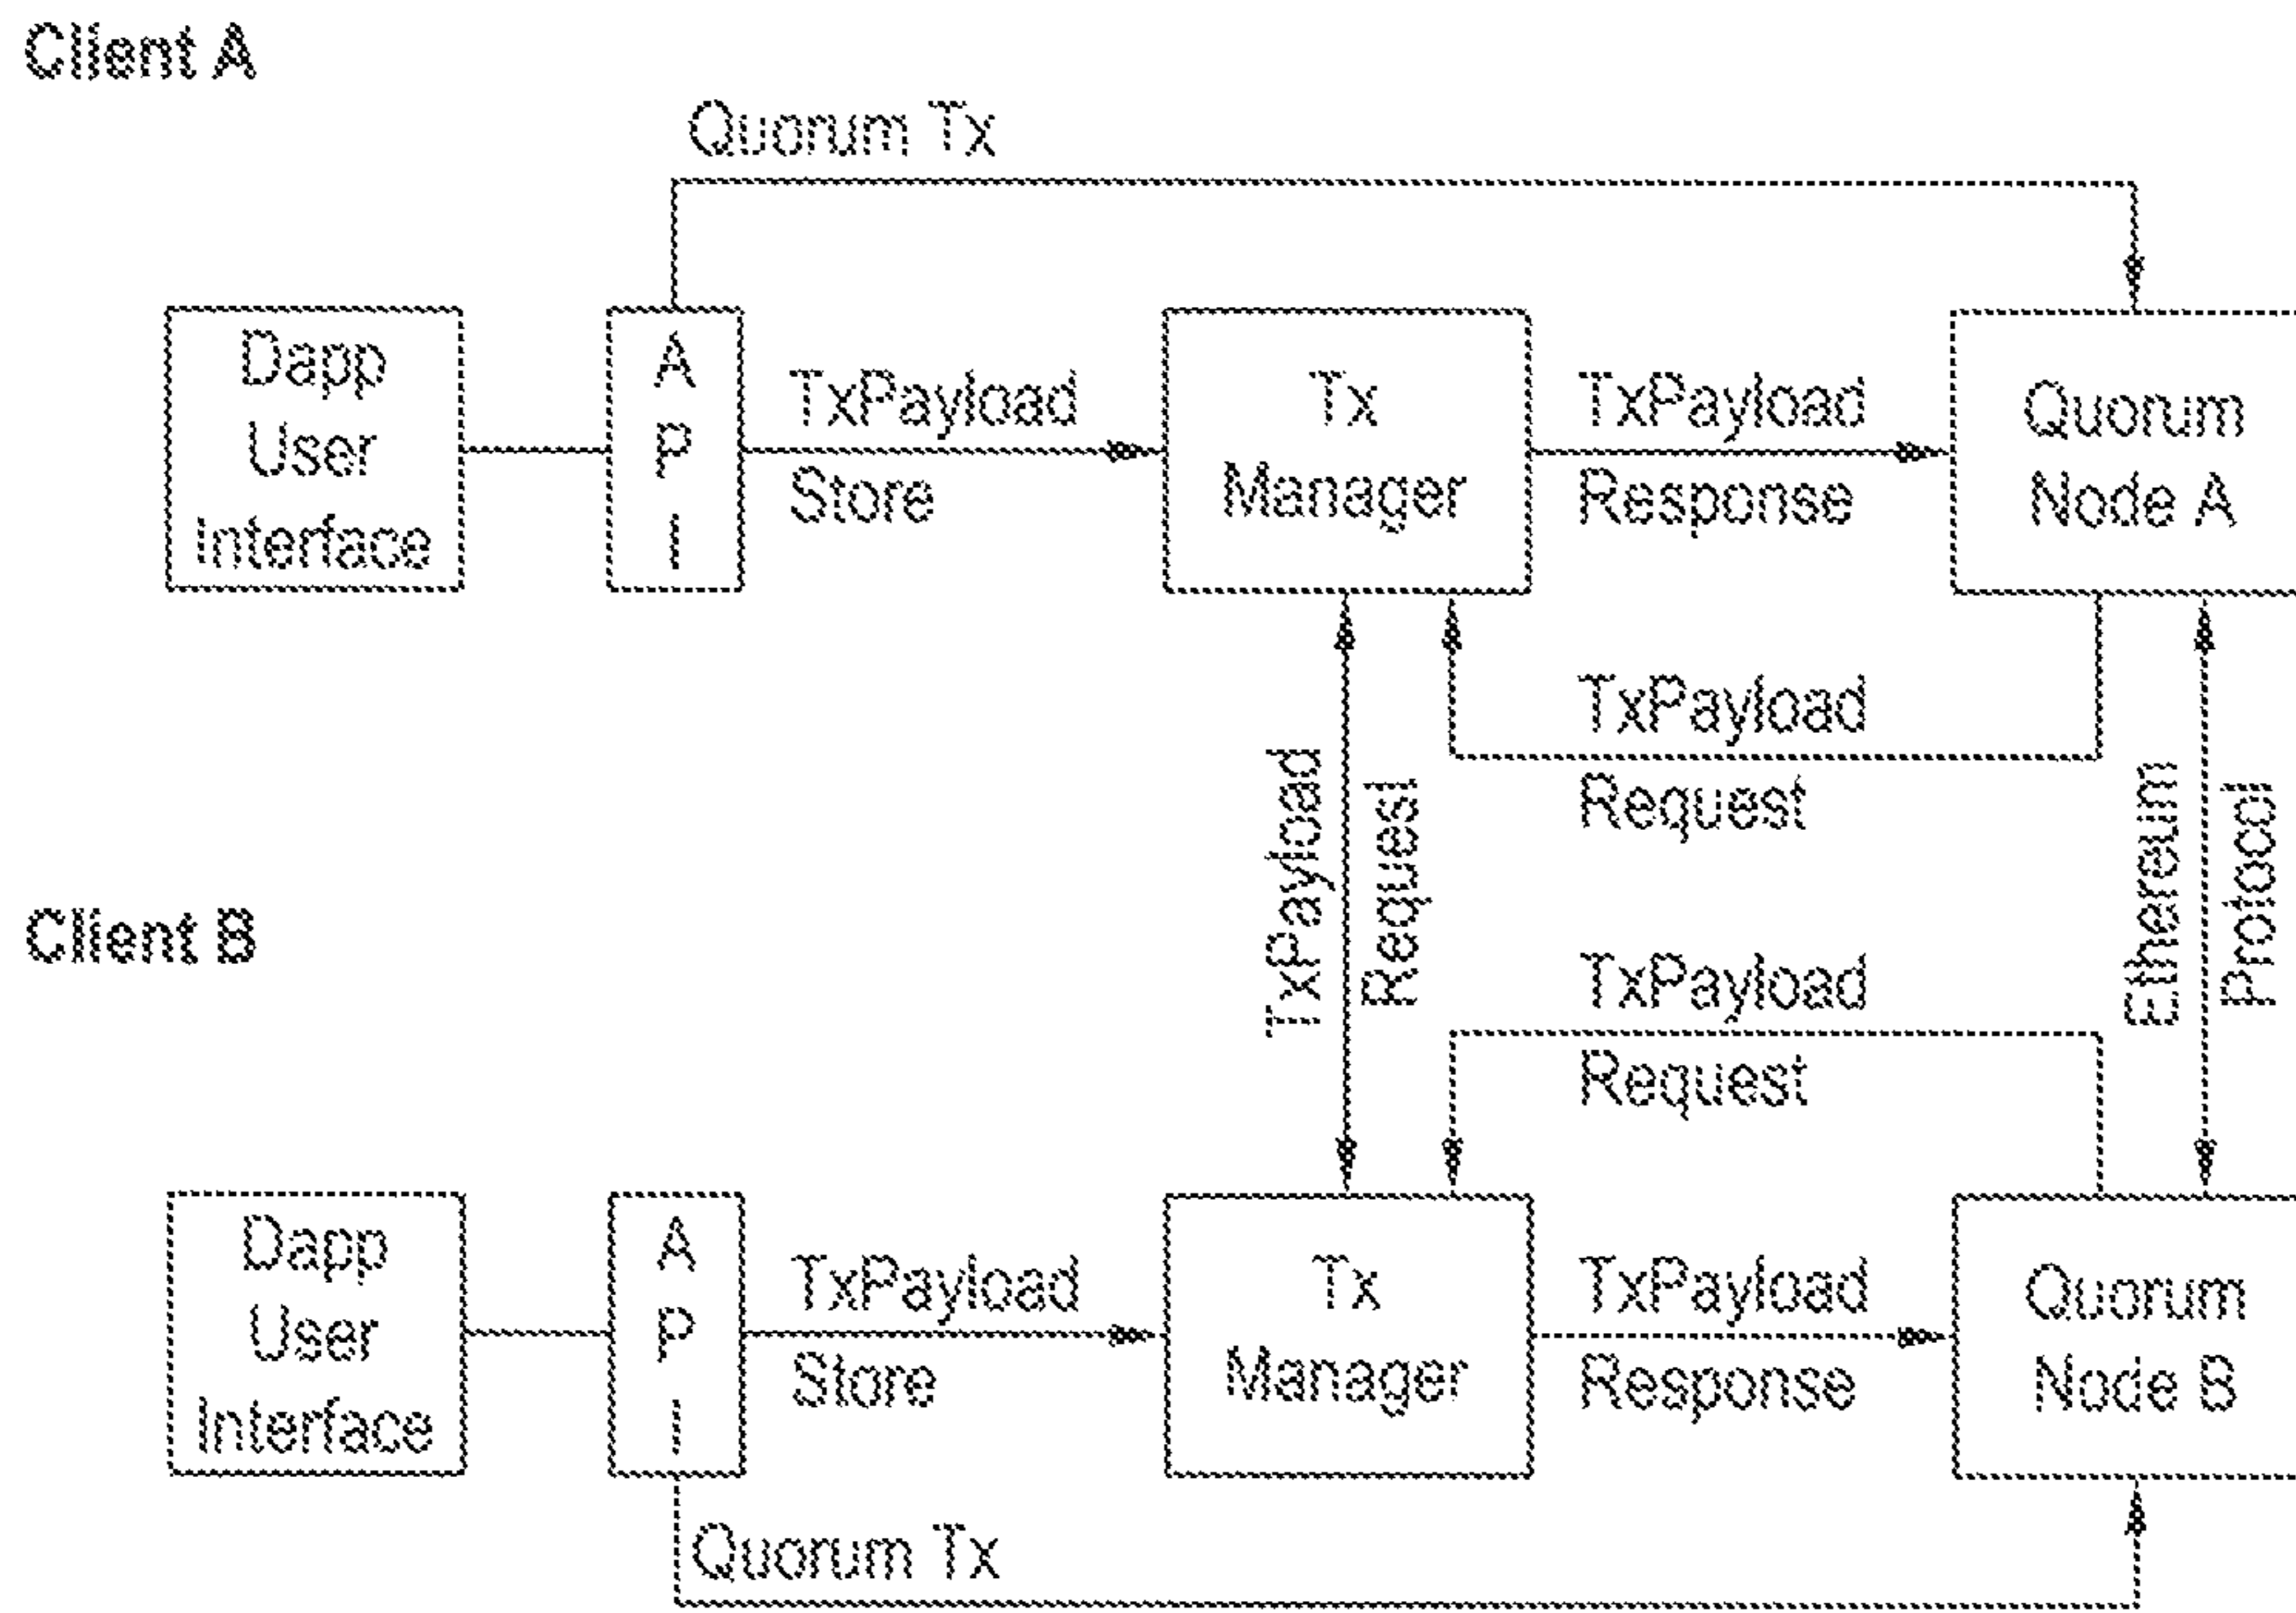 Client A
Quorum Tx
Dapp
User
Interface
A
P
I
TxPayload
Store
Tx
Manager
TxPayload
Response
Quorum
Node A
TxPayload
Request
TxPayload
Request
Ethereum
Protocol
Client B
TxPayload
Request
Dapp
User
Interface
A
P
I
TxPayload
Store
Tx
Manager
TxPayload
Response
Quorum
Node B
Quorum Tx